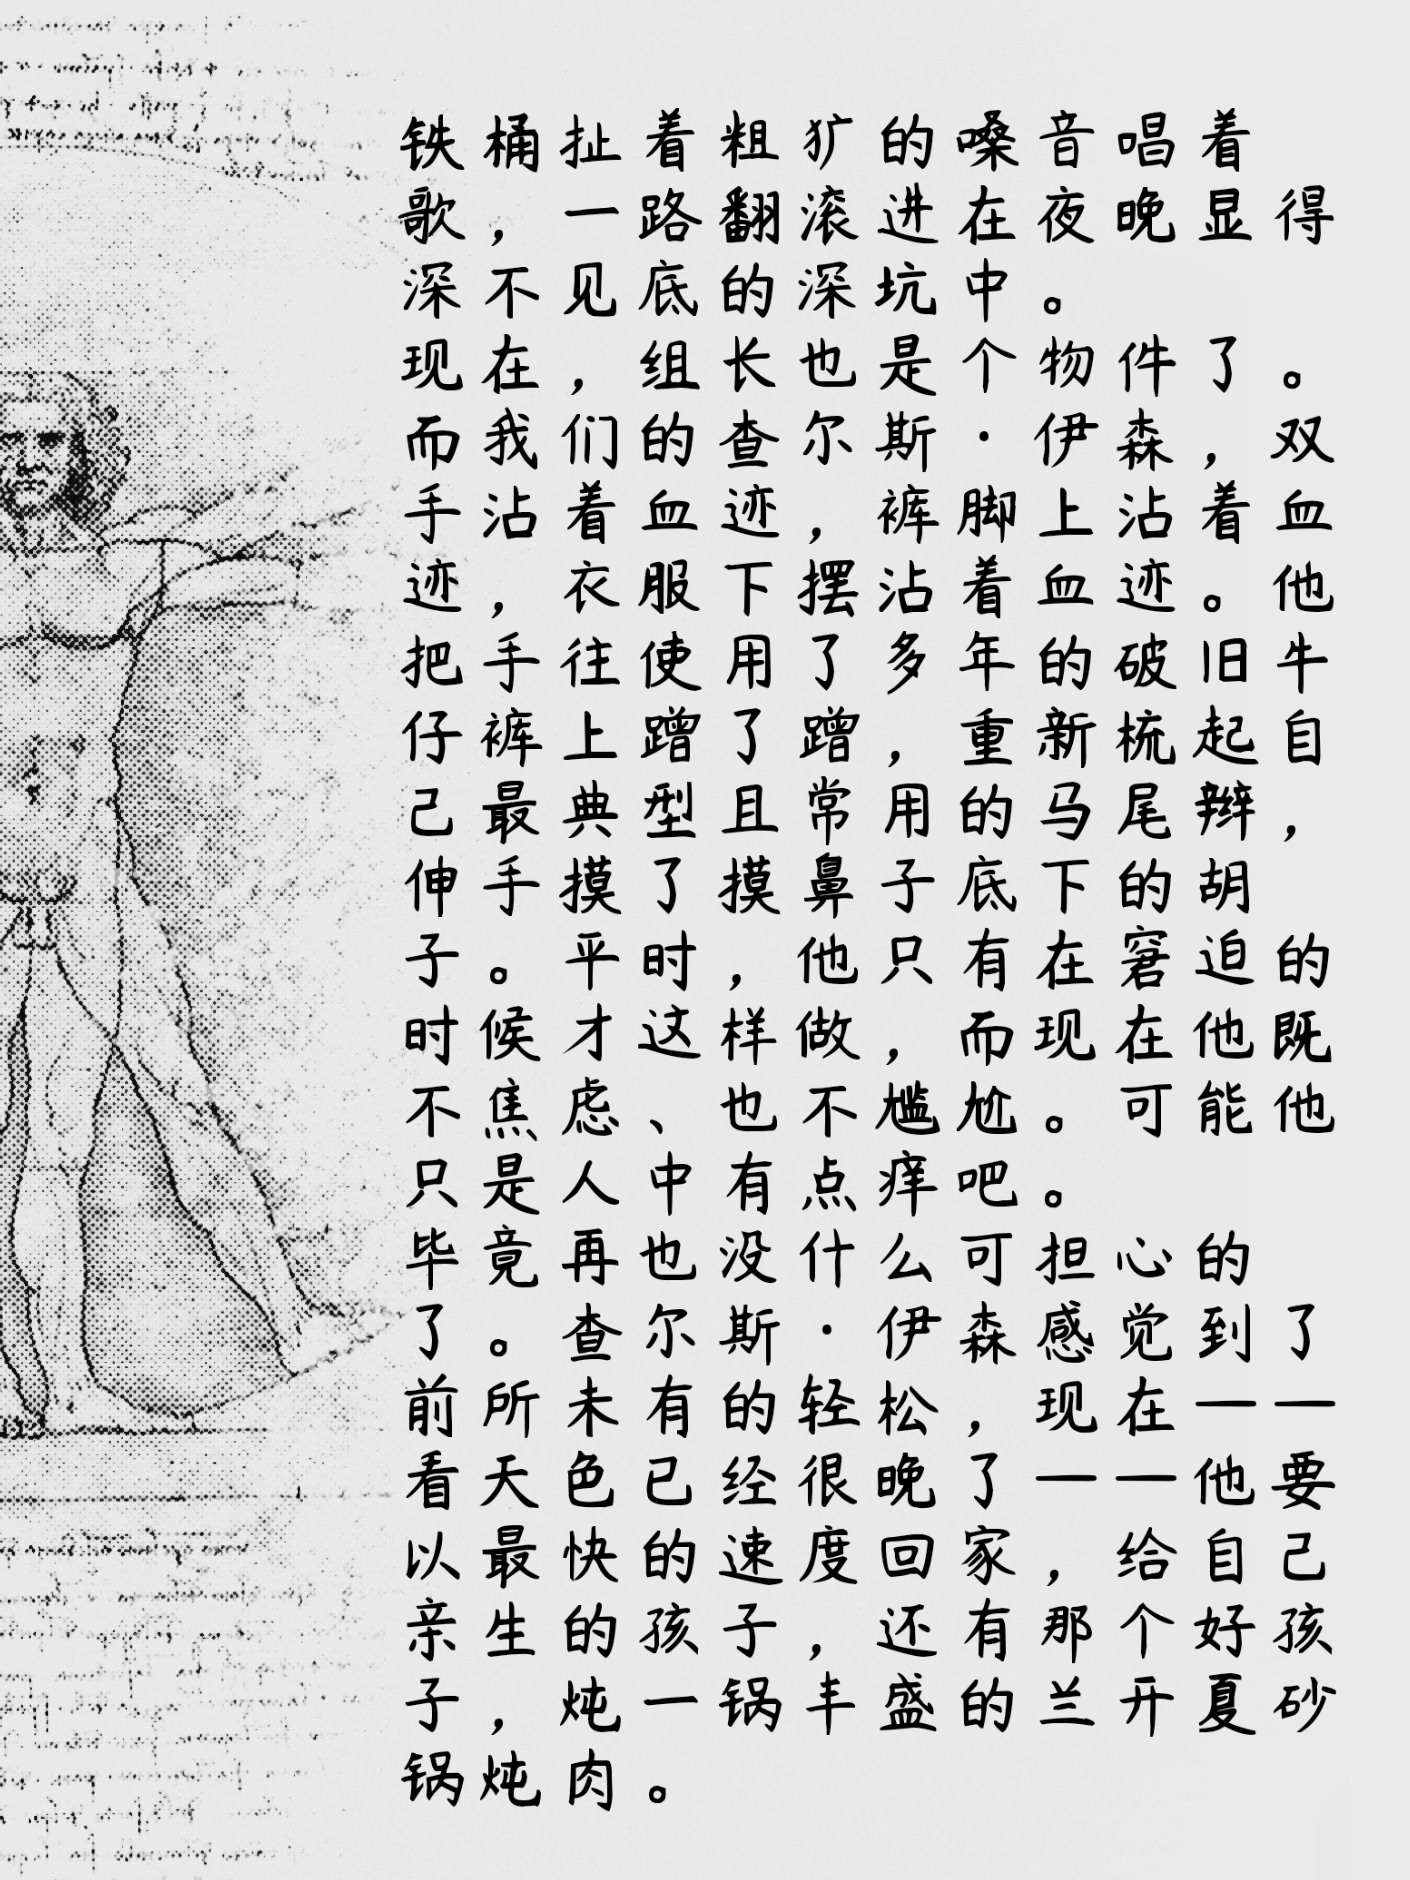 铁桶扯着粗犷的嗓音唱着
歌，一路翻滚进在夜晚显得
深不见底的深坑中。
现在，组长也是个物件了。
而我们的查尔斯·伊森，双
手沾着血迹，裤脚上沾着血
迹，衣服下摆沾着血迹。他
把手往使用了多年的破旧牛
仔裤上蹭了蹭，重新梳起自
己最典型且常用的马尾辫，
伸手摸了摸鼻子底下的胡
子。平时，他只有在窘迫的
时候才这样做，而现在他既
不焦虑、也不尴尬。可能他
只是人中有点痒吧。
毕竟再也没什么可担心的
了。查尔斯·伊森感觉到了
前所未有的轻松，现在——
看天色已经很晚了——他要
以最快的速度回家，给自己
亲生的孩子，还有那个好孩
子，炖一锅丰盛的兰开夏砂
锅炖肉。